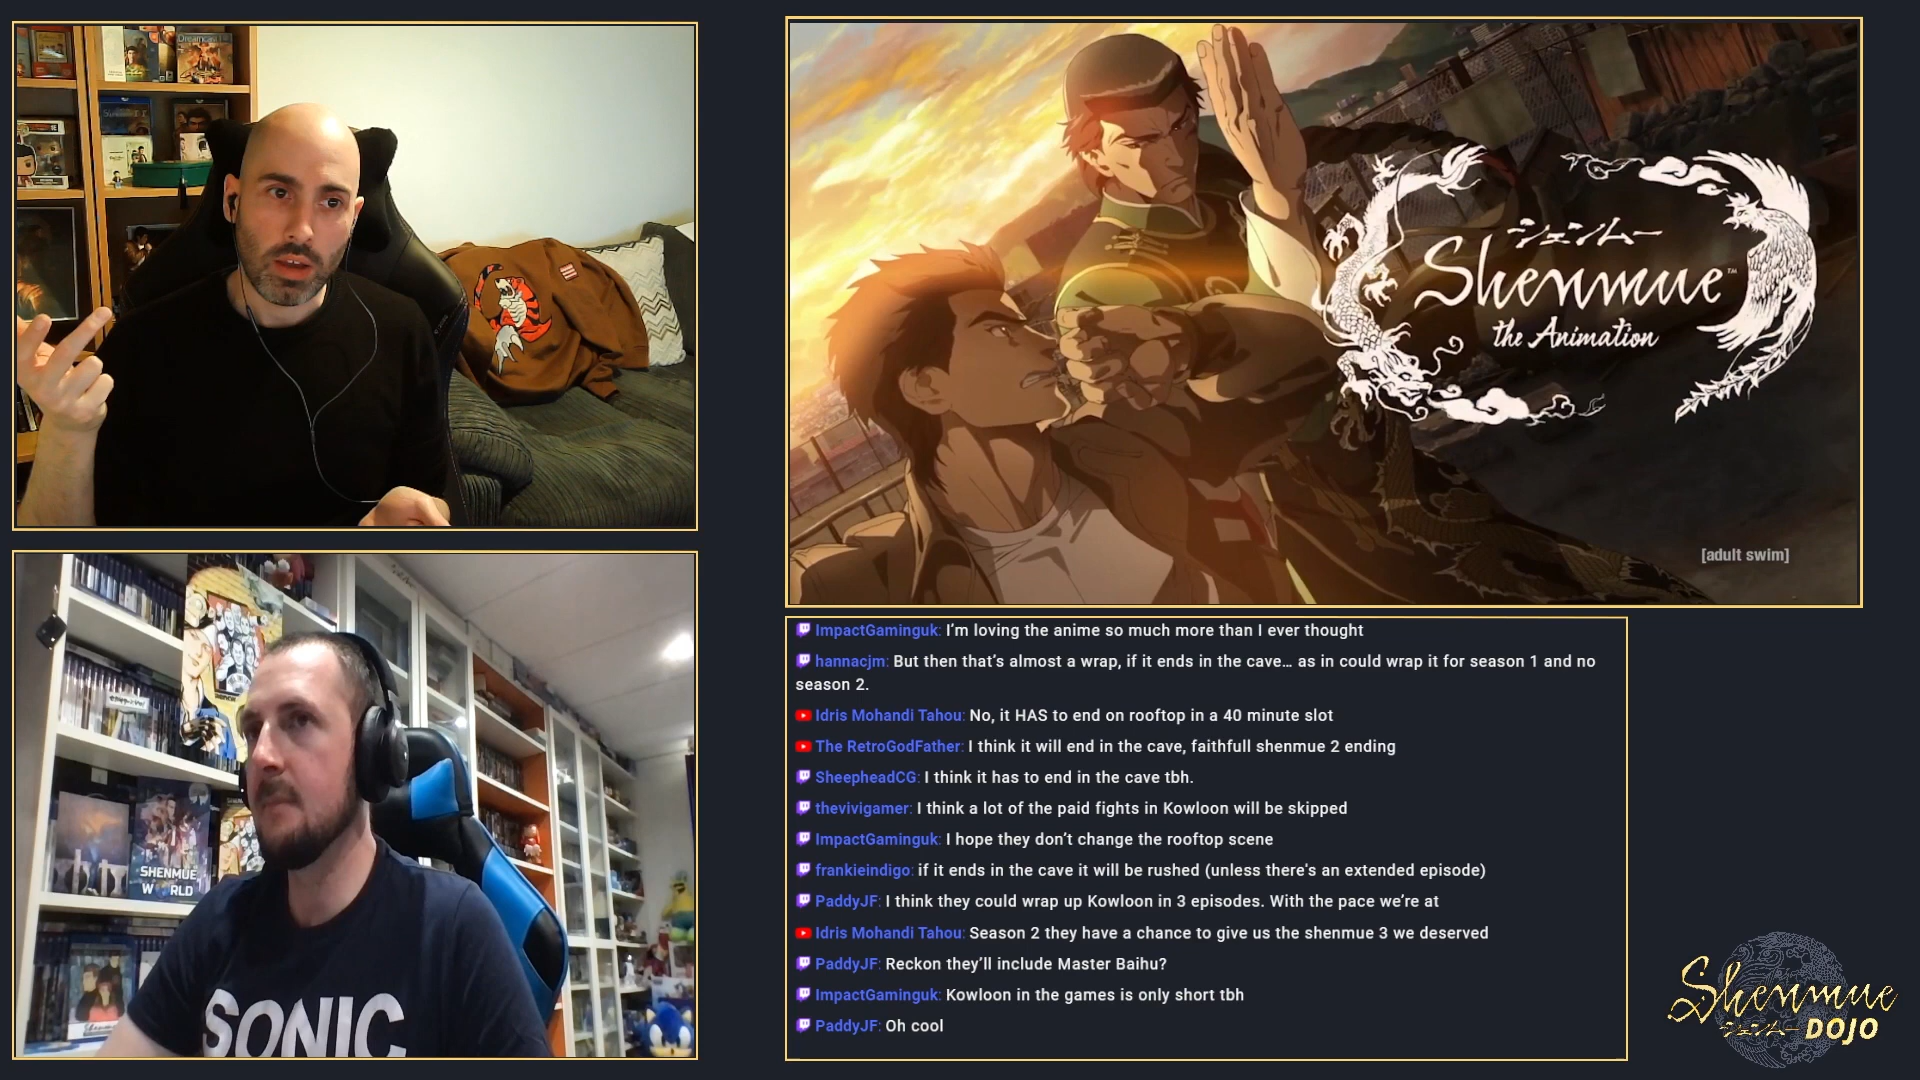 Dreamcast
シェンムー
Shenmue™
the Animation
[adult swim]
ImpactGaminguk: I’m loving the anime so much more than I ever thought
hannacjm: But then that’s almost a wrap, if it ends in the cave… as in could wrap it for season 1 and no
season 2.
Idris Mohandi Tahou: No, it HAS to end on rooftop in a 40 minute slot
The RetroGodFather: I think it will end in the cave, faithfull shenmue 2 ending
SheepheadCG: I think it has to end in the cave tbh.
thevivigamer: I think a lot of the paid fights in Kowloon will be skipped
ImpactGaminguk: I hope they don’t change the rooftop scene
frankieindigo: if it ends in the cave it will be rushed (unless there's an extended episode)
PaddyJF: I think they could wrap up Kowloon in 3 episodes. With the pace we’re at
Idris Mohandi Tahou: Season 2 they have a chance to give us the shenmue 3 we deserved
PaddyJF: Reckon they’ll include Master Baihu?
ImpactGaminguk: Kowloon in the games is only short tbh
PaddyJF: Oh cool
SHENMUE
W RLD
SONIC
Shenmue
シェンムー DOJO